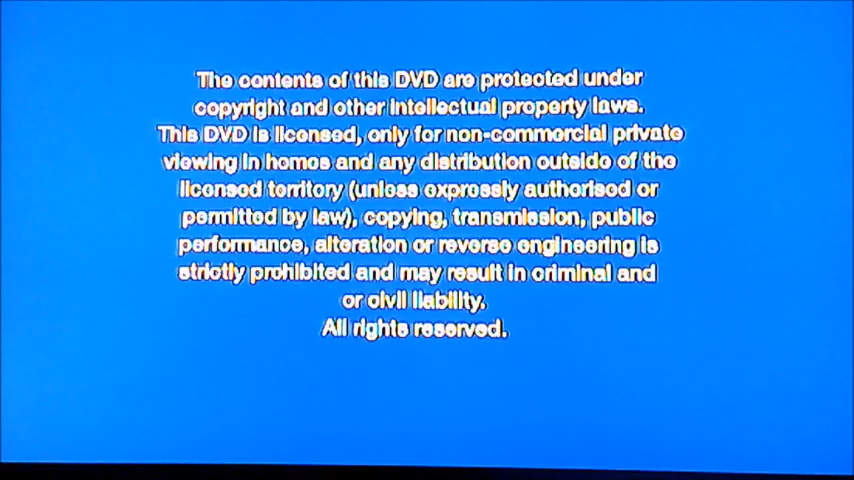 The contents of this DVD are protected under
copyright and other intellectual property laws.
This DVD is licensed, only for non-commercial private
viewing in homes and any distribution outside of the
licensed territory (unless expressly authorised or
permitted by law), copying, transmission, public
performance, alteration or reverse engineering is
strictly prohibited and may result in criminal and
or civil liability.
All rights reserved.